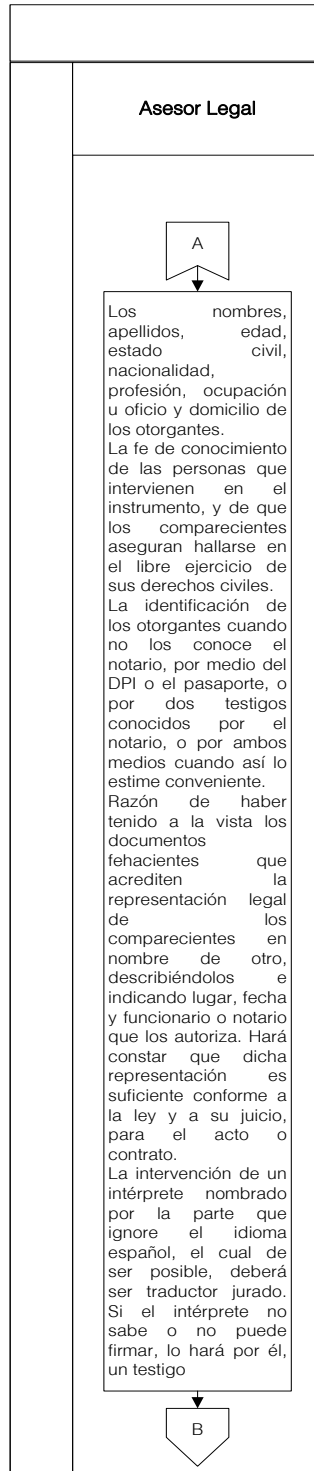 Asesor Legal
A
Los nombres,
apellidos, edad,
estado civil,
nacionalidad,
profesión, ocupación
u oficio y domicilio de
los otorgantes.
La fe de conocimiento
de las personas que
intervienen en el
instrumento, y de que
los comparecientes
aseguran hallarse en
el libre ejercicio de
sus derechos civiles.
La identificación de
los otorgantes cuando
no los conoce el
notario, por medio del
DPI o el pasaporte, o
por dos testigos
conocidos por el
notario, o por ambos
medios cuando así lo
estime conveniente.
Razón de haber
tenido a la vista los
documentos
fehacientes que
acrediten la
representación legal
de los
comparecientes en
nombre de otro,
describiéndolos e
indicando lugar, fecha
y funcionario o notario
que los autoriza. Hará
constar que dicha
representación es
suficiente conforme a
la ley y a su juicio,
para el acto o
contrato.
La intervención de un
intérprete nombrado
por la parte que
ignore el idioma
español, el cual de
ser posible, deberá
ser traductor jurado.
Si el intérprete no
sabe o no puede
firmar, lo hará por él,
un testigo
B